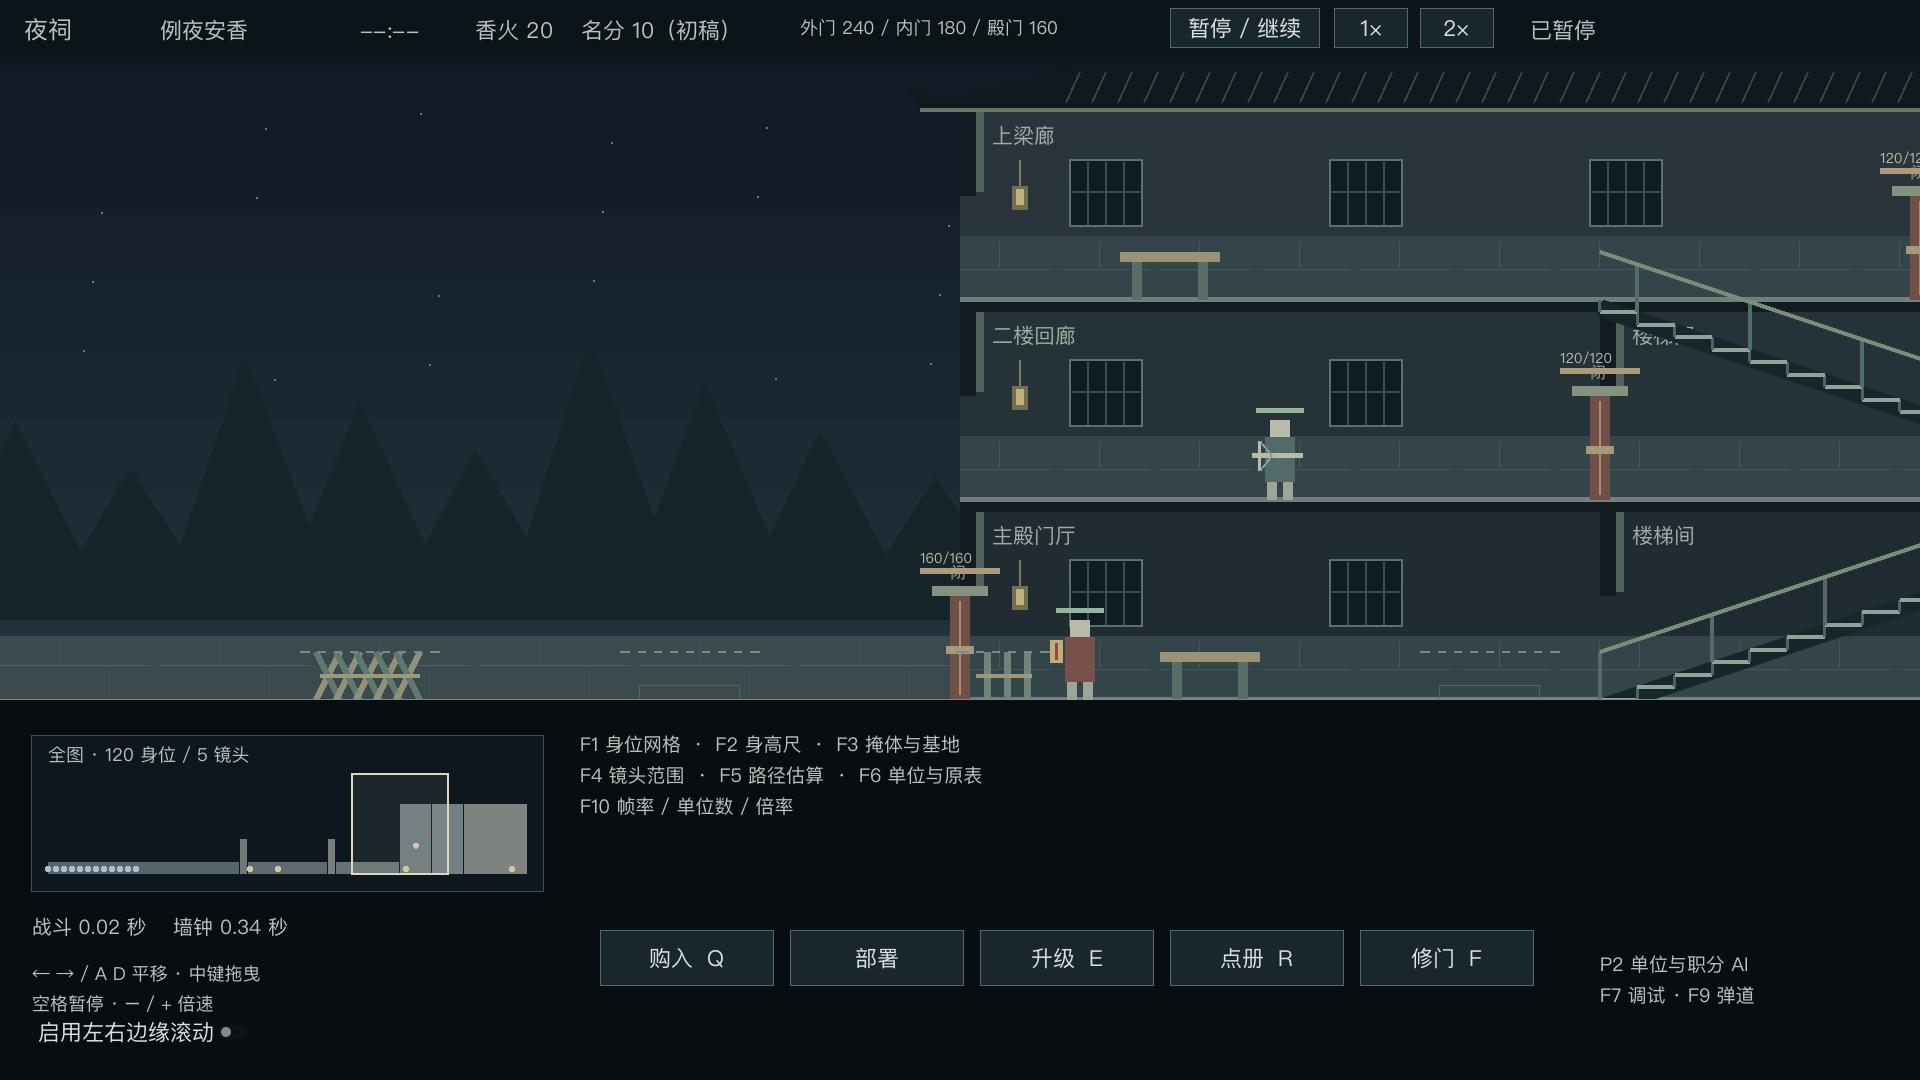 夜祠 例夜安香 --:-- 香火 20 名分 10（初稿） 外门 240 / 内门 180 / 殿门 160 暂停 / 继续 1× 2× 已暂停
上梁廊
二楼回廊
120/120
闭
主殿门厅
楼梯间
160/160
闭
全图 · 120 身位 / 5 镜头
F1 身位网格 · F2 身高尺 · F3 掩体与基地
F4 镜头范围 · F5 路径估算 · F6 单位与原表
F10 帧率 / 单位数 / 倍率
战斗 0.02 秒 墙钟 0.34 秒
←→ / A D 平移 · 中键拖曳
空格暂停 · − / + 倍速
启用左右边缘滚动
购入 Q 部署 升级 E 点册 R 修门 F
P2 单位与职分 AI
F7 调试 · F9 弹道